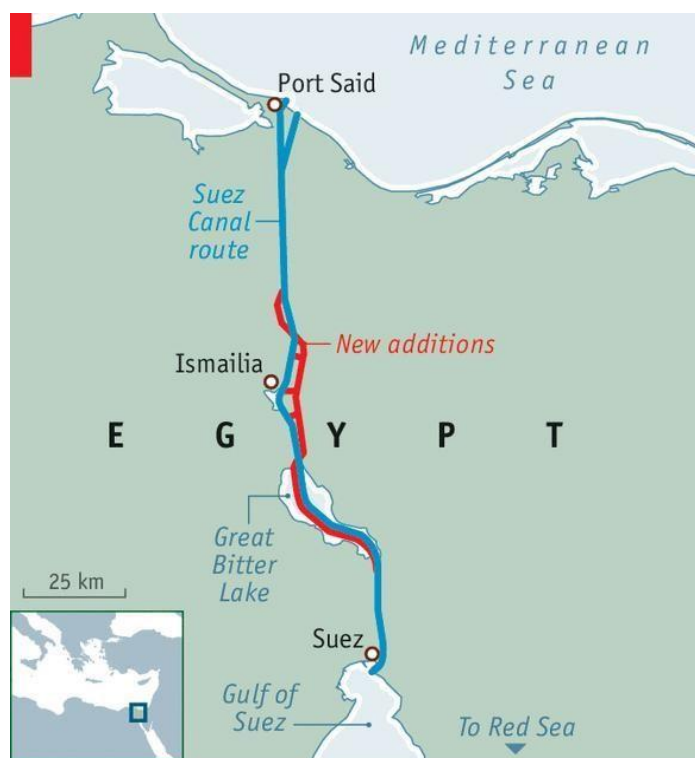 Mediterranean
Sea
Port Said
Suez
Canal
route
New additions
Ismailia
E G Y P T
Great
Bitter
Lake
25 km
Suez
Gulf of
Suez
To Red Sea